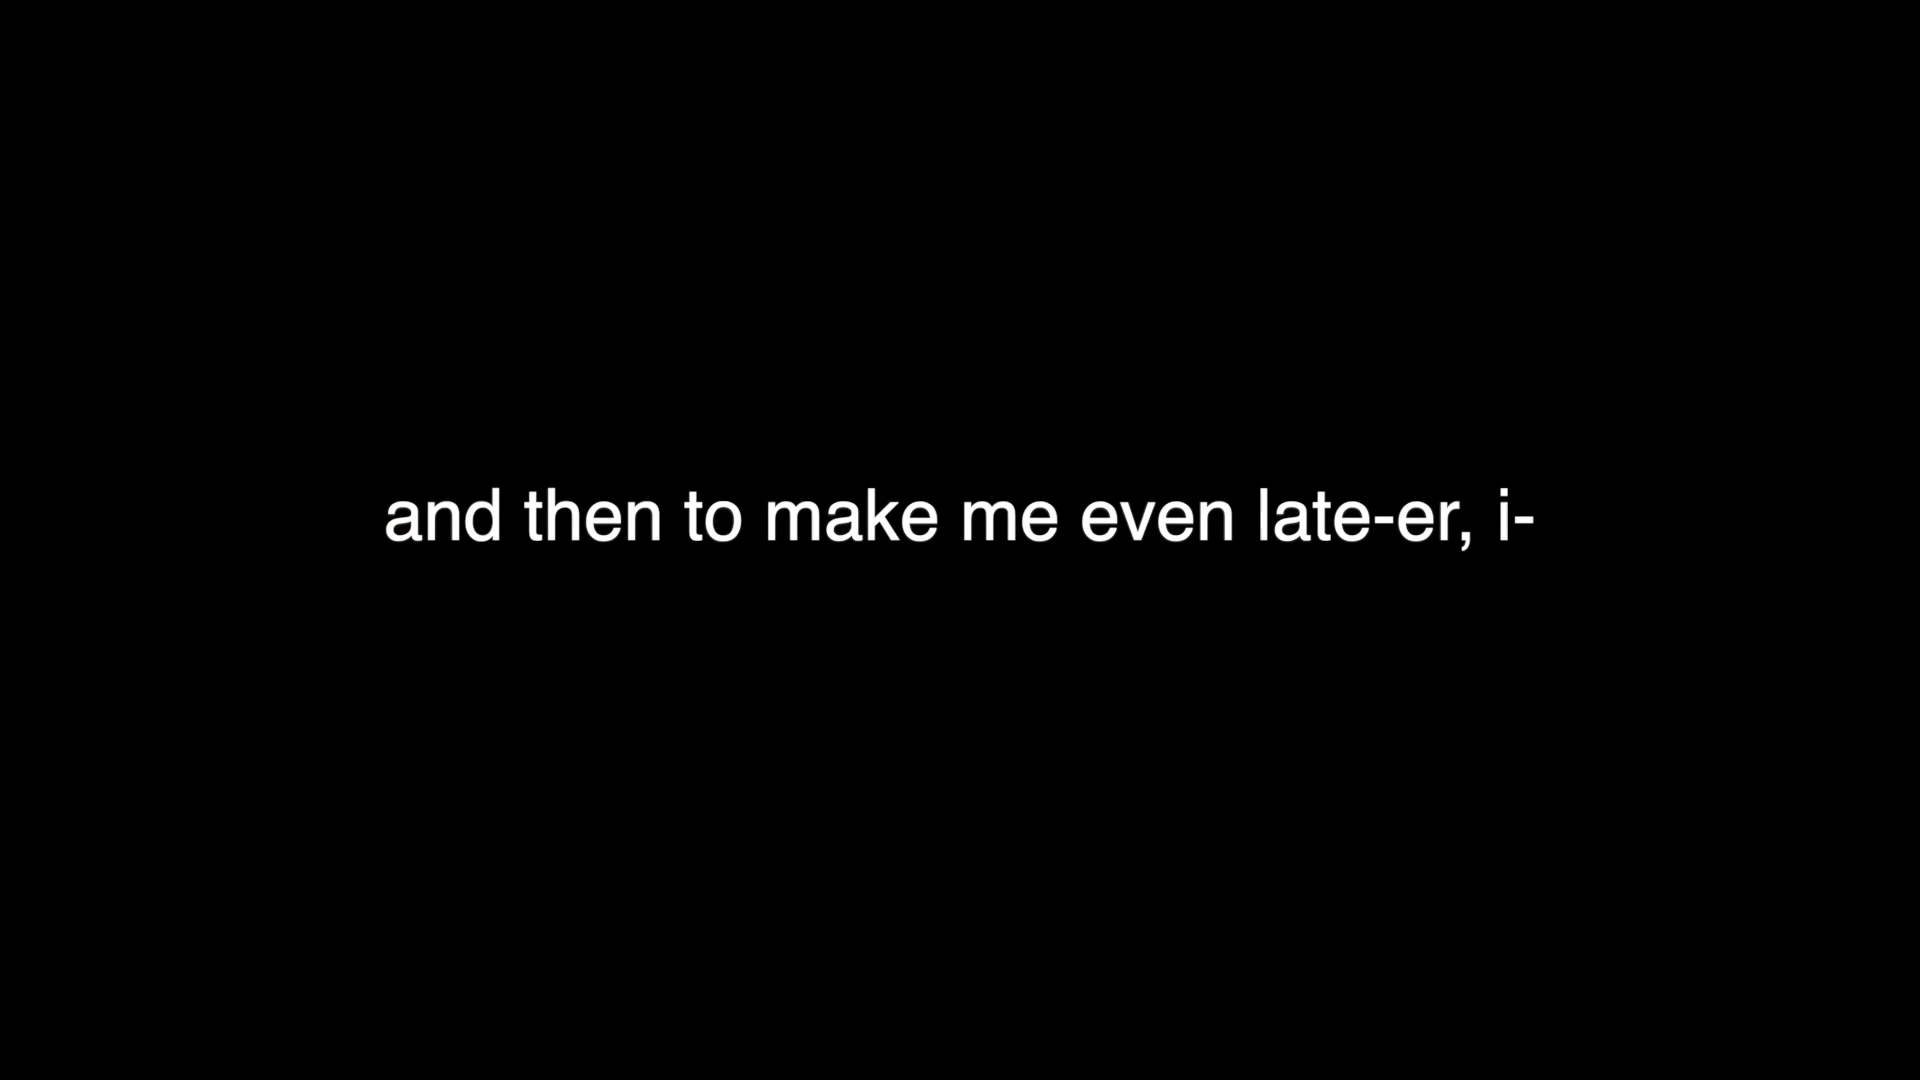 and then to make me even late-er, i-